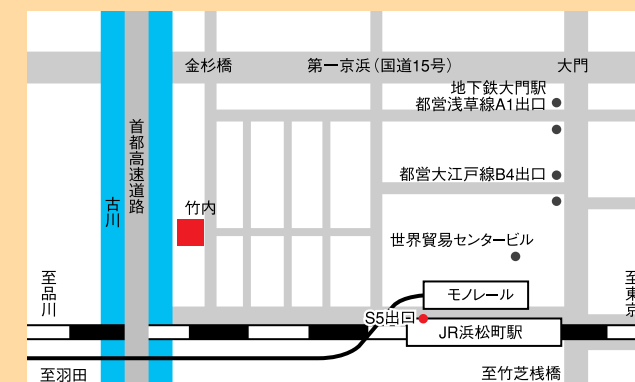 金杉橋
第一京浜(国道15号)
大門
地下鉄大門駅
都営浅草線A1出口
首都高速道路
都営大江戸線B4出口
古川
竹内
世界貿易センタービル
至品川
至東京
モノレール
S5出口
JR浜松町駅
至羽田
至竹芝桟橋